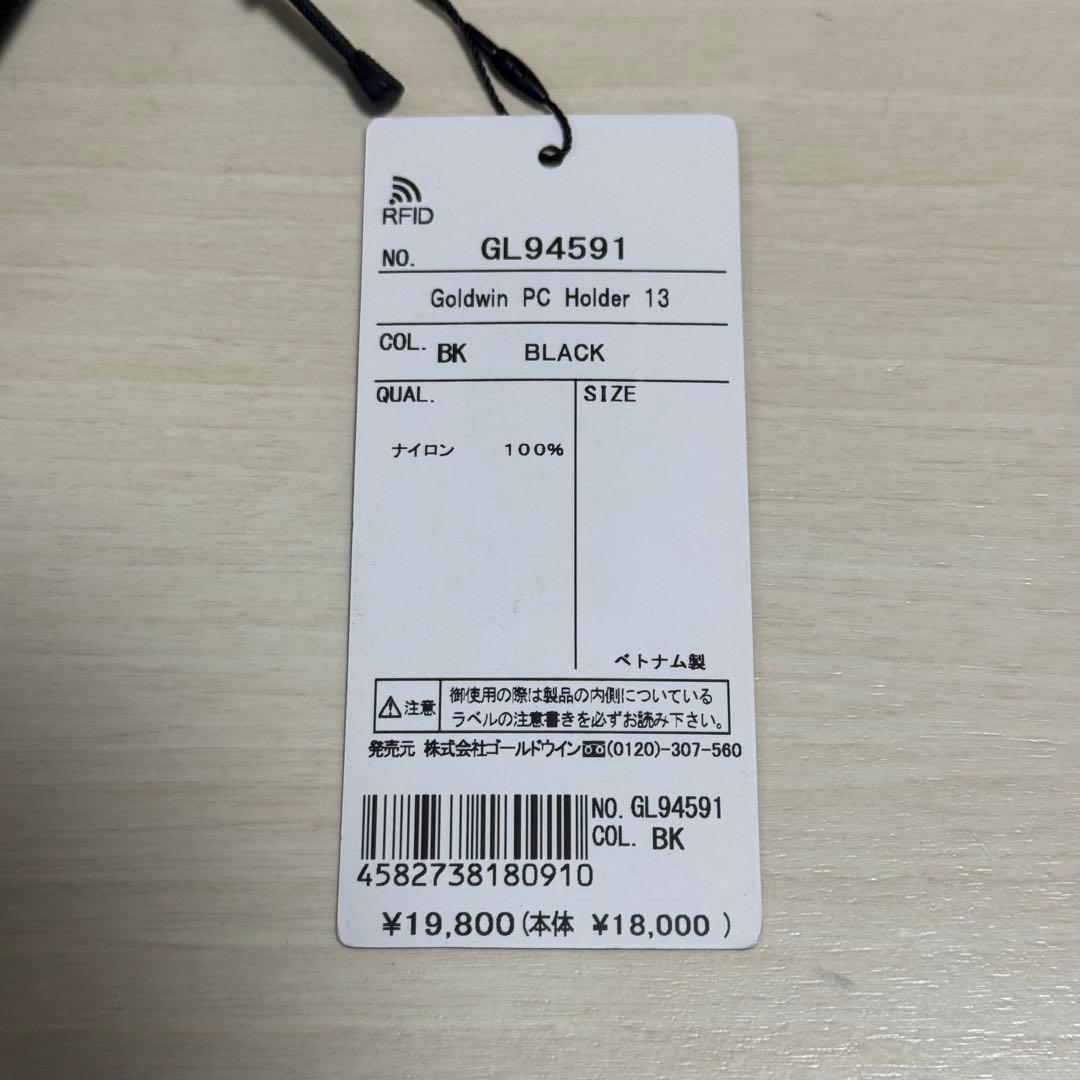 RFID
NO. GL94591
Goldwin PC Holder 13
COL. BK BLACK
QUAL. SIZE
ナイロン 100%
ベトナム製
注意 御使用の際は製品の内側についている
ラベルの注意書きを必ずお読み下さい。
発売元 株式会社ゴールドウイン(0120)-307-560
NO. GL94591
COL. BK
4582738180910
¥19,800(本体 ¥18,000 )